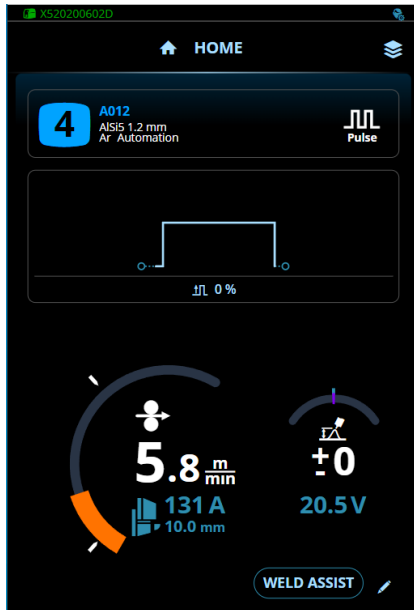 X520200602D
HOME
4
A012
AlSi5 1.2 mm
Ar Automation
Pulse
0 %
5.8 m/min
131 A
10.0 mm
±0
20.5 V
WELD ASSIST